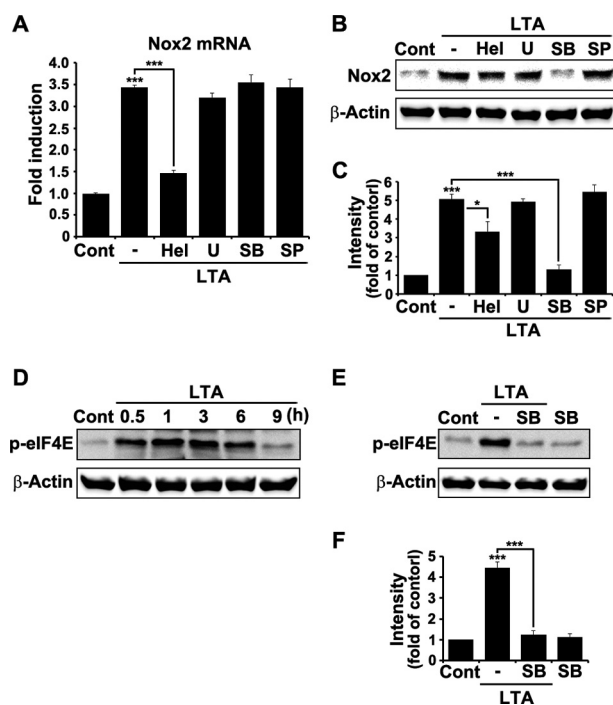 A
Nox2 mRNA
Fold induction
4.0
3.5
3.0
2.5
2.0
1.5
1.0
0.5
0
***
***
Cont - Hel U SB SP
LTA
B
LTA
Cont - Hel U SB SP
Nox2
β-Actin
C
Intensity
(fold of contorl)
6
5
4
3
2
1
0
***
***
*
Cont - Hel U SB SP
LTA
D
LTA
Cont 0.5 1 3 6 9 (h)
p-eIF4E
β-Actin
E
LTA
Cont - SB SB
p-eIF4E
β-Actin
F
Intensity
(fold of contorl)
5
4
3
2
1
0
***
***
Cont - SB SB
LTA